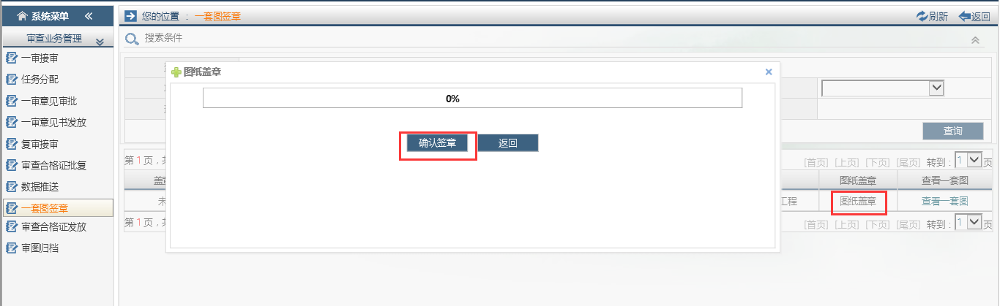 系统菜单
审查业务管理
一审接审
任务分配
一审意见审批
一审意见书发放
复审接审
审查合格证批复
数据推送
一套图签章
审查合格证发放
审图归档
您的位置 : 一套图签章
刷新 返回
搜索条件
图纸盖章
0%
确认签章 返回
查询
第 1 页 , [首页] [上页] [下页] [尾页] 转到 : 1 页
图纸盖章 查看一套图
未 工程 图纸盖章 查看一套图
第 1 页 , [首页] [上页] [下页] [尾页] 转到 : 1 页